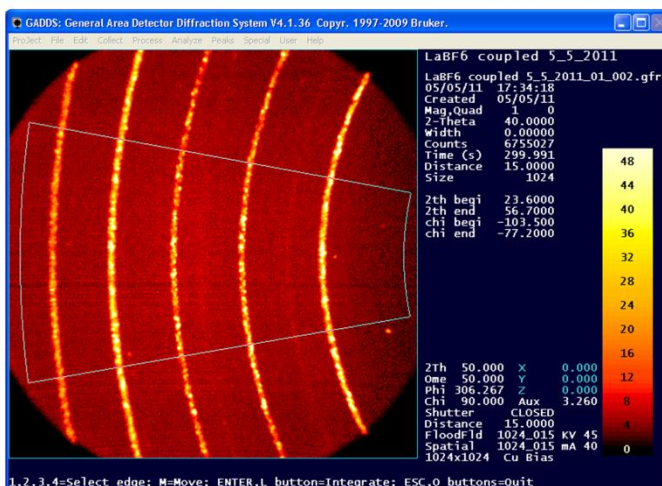 GADDS: General Area Detector Diffraction System V4.1.36 Copyr. 1997-2009 Bruker.
Project File Edit Collect Process Analyze Peaks Special User Help
LaBF6 coupled 5_5_2011
LaBF6 coupled 5_5_2011_01_002.gfr
05/05/11 17:34:18
Created 05/05/11
Mag,Quad 1 0
2-Theta 40.0000
Width 0.00000
Counts 6755027
Time (s) 299.991
Distance 15.0000
Size 1024
2th begi 23.6000
2th end 56.7000
chi begi -103.500
chi end -77.2000
48
44
40
36
32
28
24
20
16
12
8
4
0
2Th 50.000 X 0.000
Ome 50.000 Y 0.000
Phi 306.267 Z 0.000
Chi 90.000 Aux 3.260
Shutter CLOSED
Distance 15.0000
FloodFld 1024_015 KV 45
Spatial 1024_015 mA 40
1024x1024 Cu Bias
1,2,3,4=Select edge; M=Move; ENTER,L button=Integrate; ESC,Q buttons=Quit